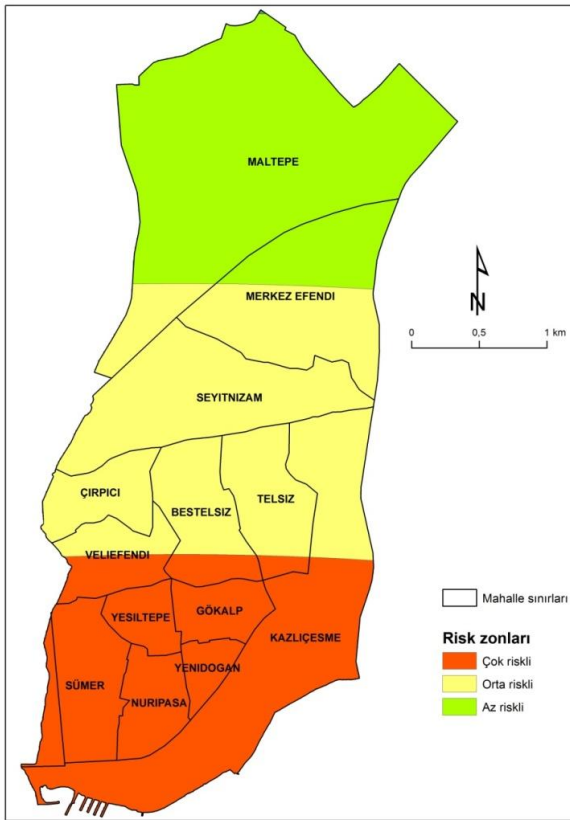 MALTEPE
MERKEZ EFENDI
N
0 0,5 1 km
SEYITNIZAM
ÇIRPICI
BESTELSIZ
TELSIZ
VELIEFENDI
YESILTEPE
GÖKALP
KAZLIÇESME
YENIDOGAN
SÜMER
NURIPASA
Mahalle sınırları
Risk zonları
Çok riskli
Orta riskli
Az riskli